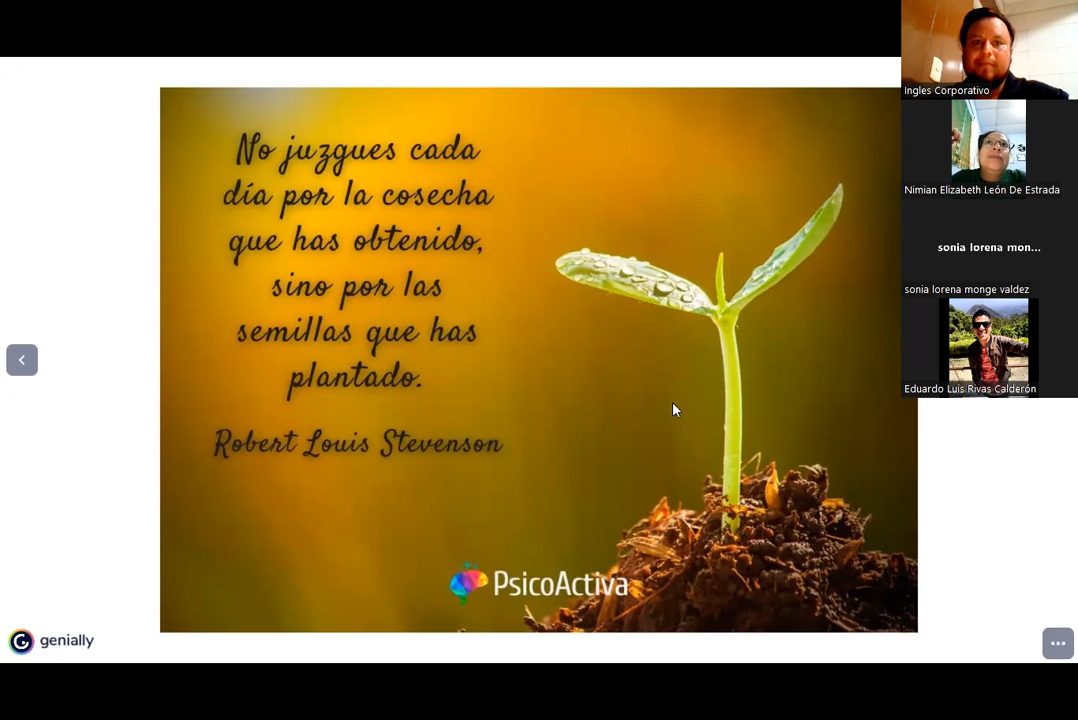 No juzgues cada
día por la cosecha
que has obtenido,
sino por las
semillas que has
plantado.
Robert Louis Stevenson
PsicoActiva
genially
Ingles Corporativo
Nimian Elizabeth León De Estrada
sonia lorena mon...
sonia lorena monge valdez
Eduardo Luis Rivas Calderón